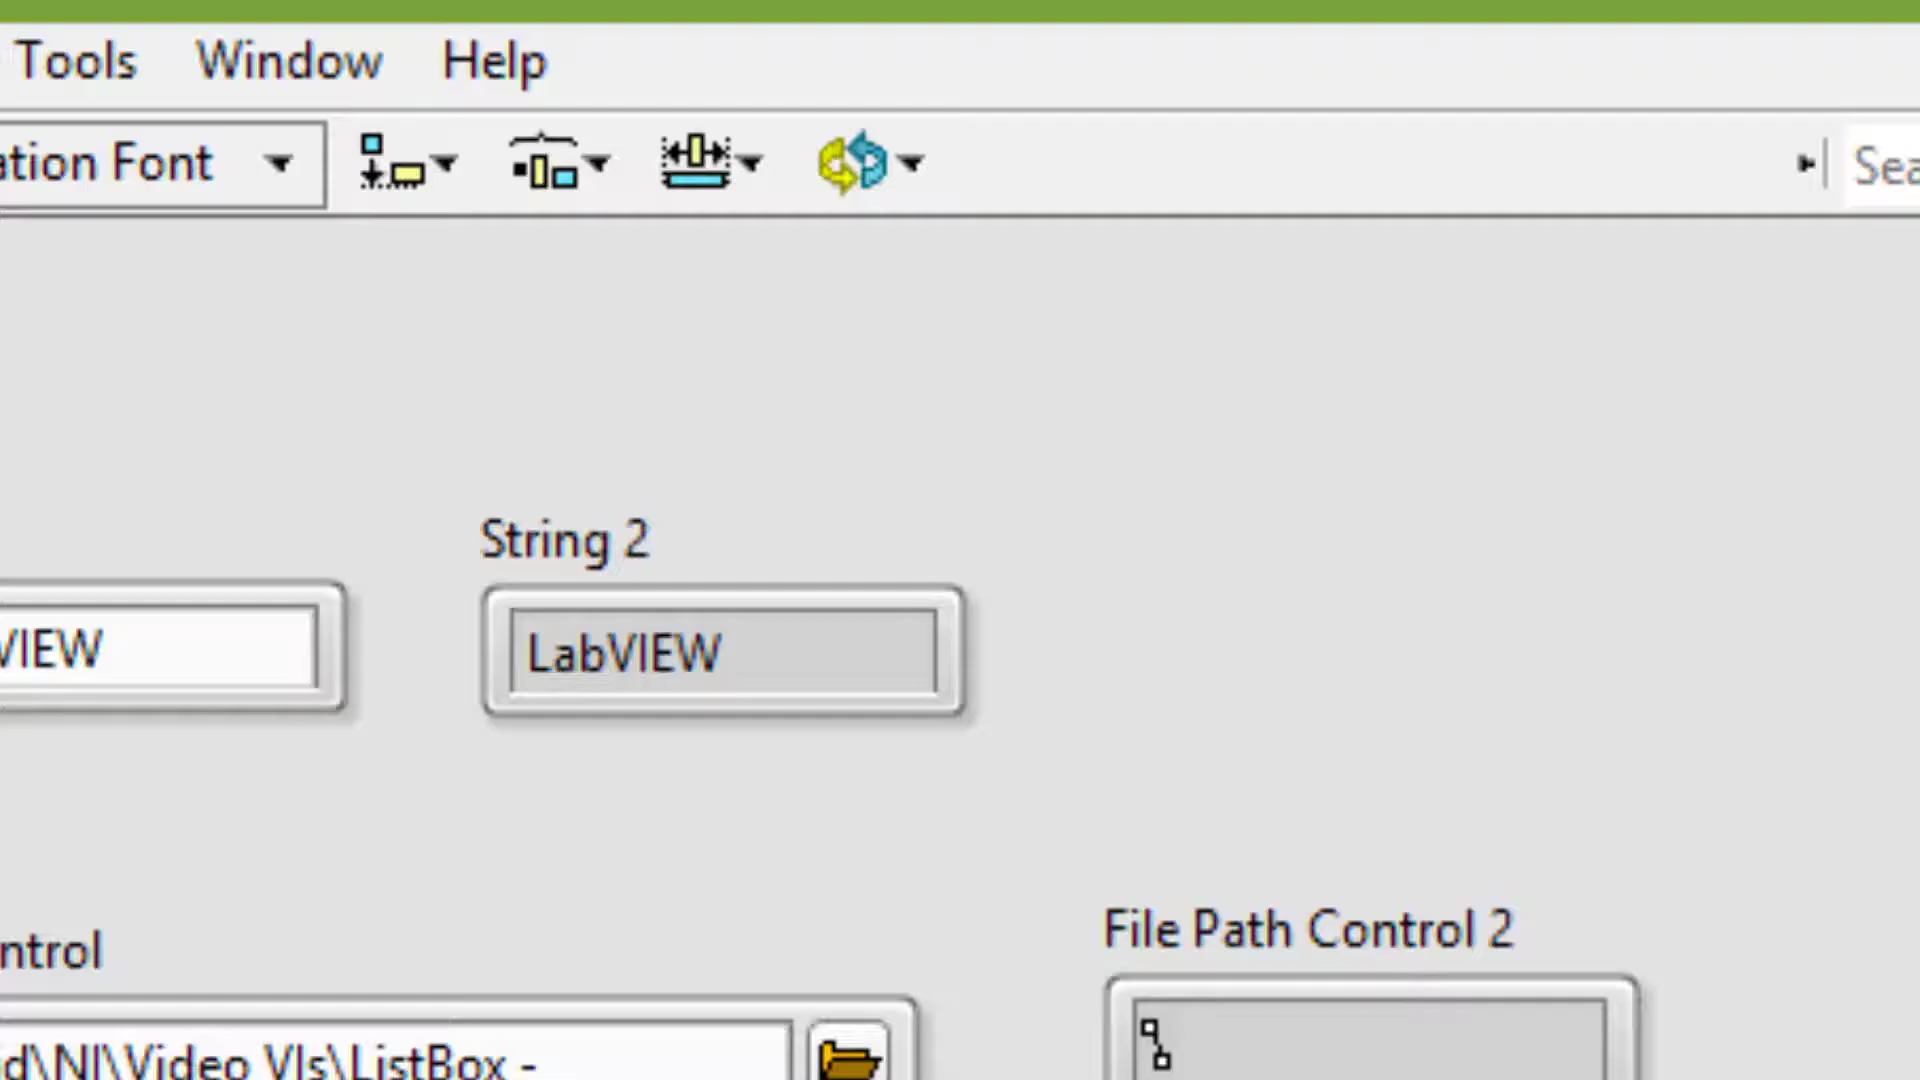 Tools Window Help
ation Font
Sea
String 2
VIEW
LabVIEW
File Path Control 2
ntrol
id\NI\Video VIs\ListBox -